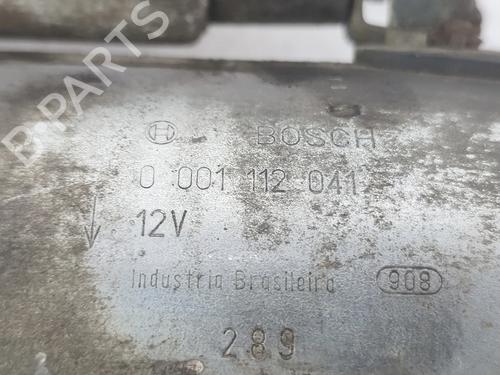 BOSCH
0 001 112 041
12V
Industria Brasileira 908
289
B-PARTS